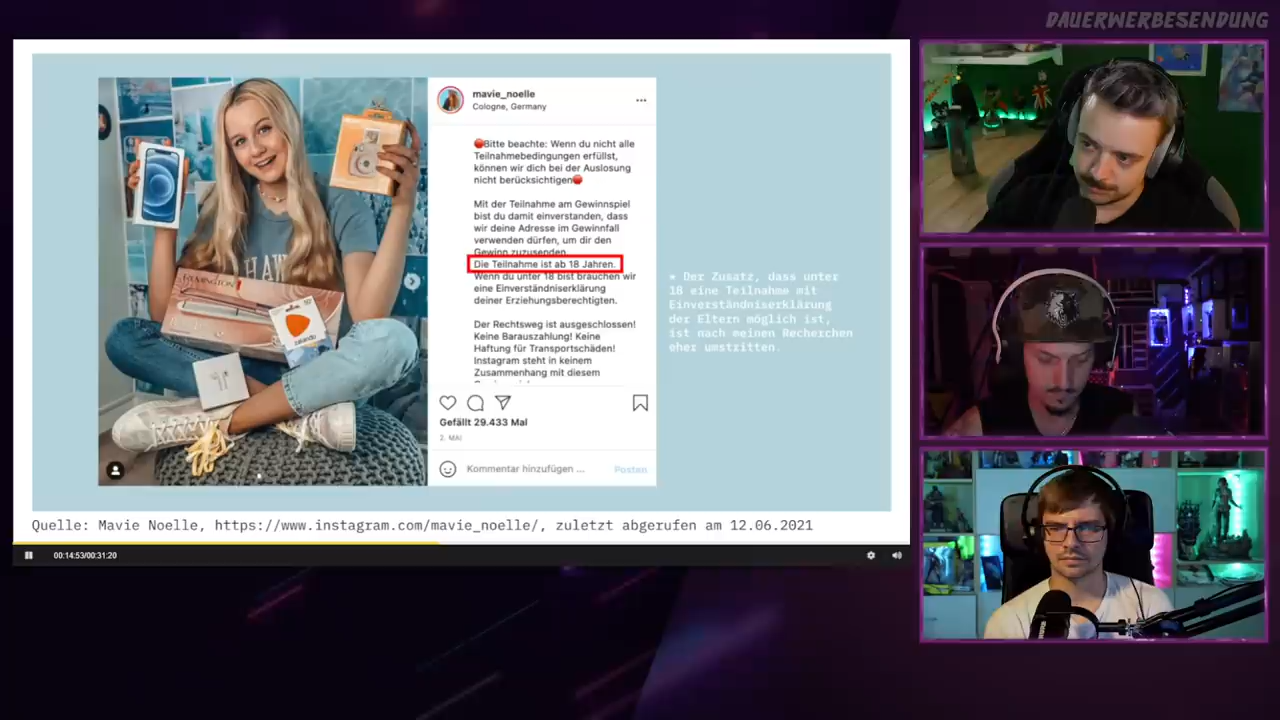 DAUERWERBESENDUNG
mavie_noelle
Cologne, Germany
Bitte beachte: Wenn du nicht alle
Teilnahmebedingungen erfüllst,
können wir dich bei der Auslosung
nicht berücksichtigen
Mit der Teilnahme am Gewinnspiel
bist du damit einverstanden, dass
wir deine Adresse im Gewinnfall
verwenden dürfen, um dir den
Gewinn zuzusenden.
Die Teilnahme ist ab 18 Jahren.
Wenn du unter 18 bist brauchen wir
eine Einverständniserklärung
deiner Erziehungsberechtigten.
Der Rechtsweg ist ausgeschlossen!
Keine Barauszahlung! Keine
Haftung für Transportschäden!
Instagram steht in keinem
Zusammenhang mit diesem
Gefällt 29.433 Mal
2. MAI
Kommentar hinzufügen ...
Posten
* Der Zusatz, dass unter
18 eine Teilnahme mit
Einverständniserklärung
der Eltern möglich ist,
ist nach meinen Recherchen
eher umstritten.
REMINGTON
zalando
Quelle: Mavie Noelle, https://www.instagram.com/mavie_noelle/, zuletzt abgerufen am 12.06.2021
00:14:53/00:31:20